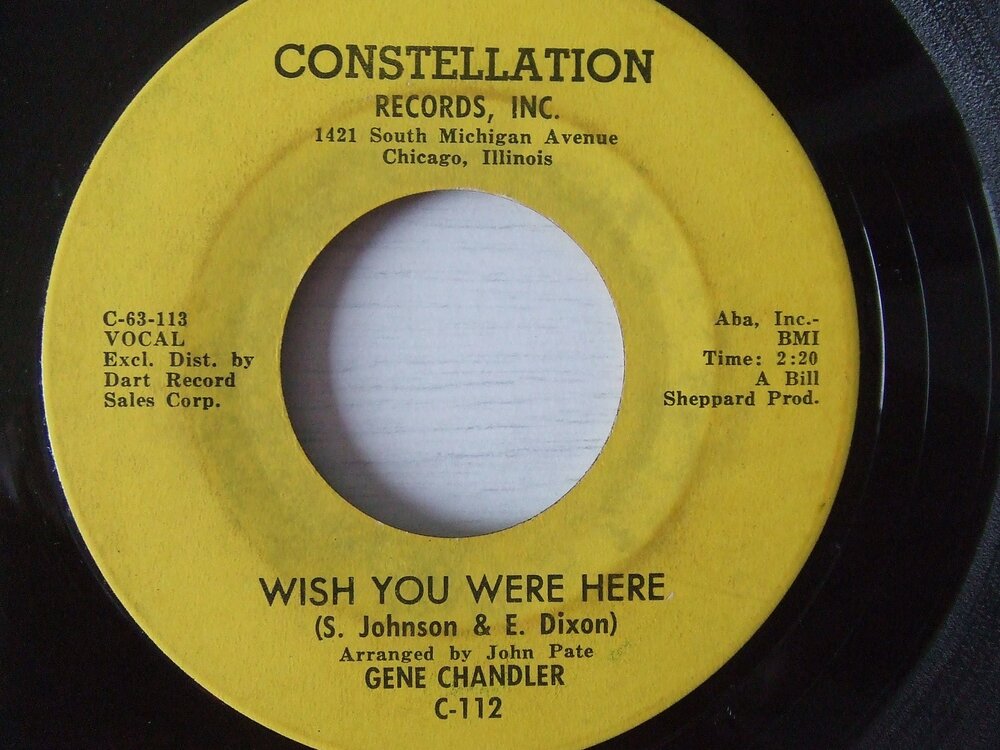 CONSTELLATION
RECORDS, INC.
1421 South Michigan Avenue
Chicago, Illinois
C-63-113
VOCAL
Excl. Dist. by
Dart Record
Sales Corp.
Aba, Inc.-
BMI
Time: 2:20
A Bill
Sheppard Prod.
WISH YOU WERE HERE
(S. Johnson & E. Dixon)
Arranged by John Pate
GENE CHANDLER
C-112